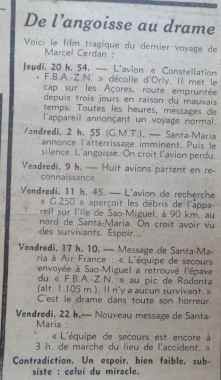 De l'angoisse au drame
Voici le film tragique du dernier voyage de
Marcel Cerdan :
Jeudi, 20 h. 54. — L'avion « Constellation
« F.B.A.-Z.N. » décolle d'Orly. Il met le
cap sur les Açores, route empruntée
depuis trois jours en raison du mauvais
temps. Toutes les heures, messages de
l'appareil annonçant un voyage normal.
Vendredi, 2 h. 55 (G.M.T.). — Santa-Maria
annonce l'atterrissage imminent. Puis le
silence. L'angoisse. On croit l'avion perdu.
Vendredi, 9 h. — Huit avions partent en re-
connaissance.
Vendredi, 11 h. 45. — L'avion de recherche
« G 250 » aperçoit les débris de l'appa-
reil sur l'île de Sao-Miguel, à 90 km. au
nord de Santa-Maria. On croit avoir vu
des survivants. Espoir.
Vendredi, 17 h. 10. — Message de Santa-Ma-
ria à Air France : « L'équipe de secours
envoyée à Sao-Miguel a retrouvé l'épave
du « F.B.A.-Z.N. » au pic de Rodonta
(alt. 1.105 m.). Il n'y a aucun survivant. »
C'est le drame dans toute son horreur.
Vendredi, 22 h. — Nouveau message de Santa-
Maria :
« L'équipe de secours est encore à
3 h. de marche du lieu de l'accident. »
Contradiction. Un espoir, bien faible, sub-
siste : celui du miracle.